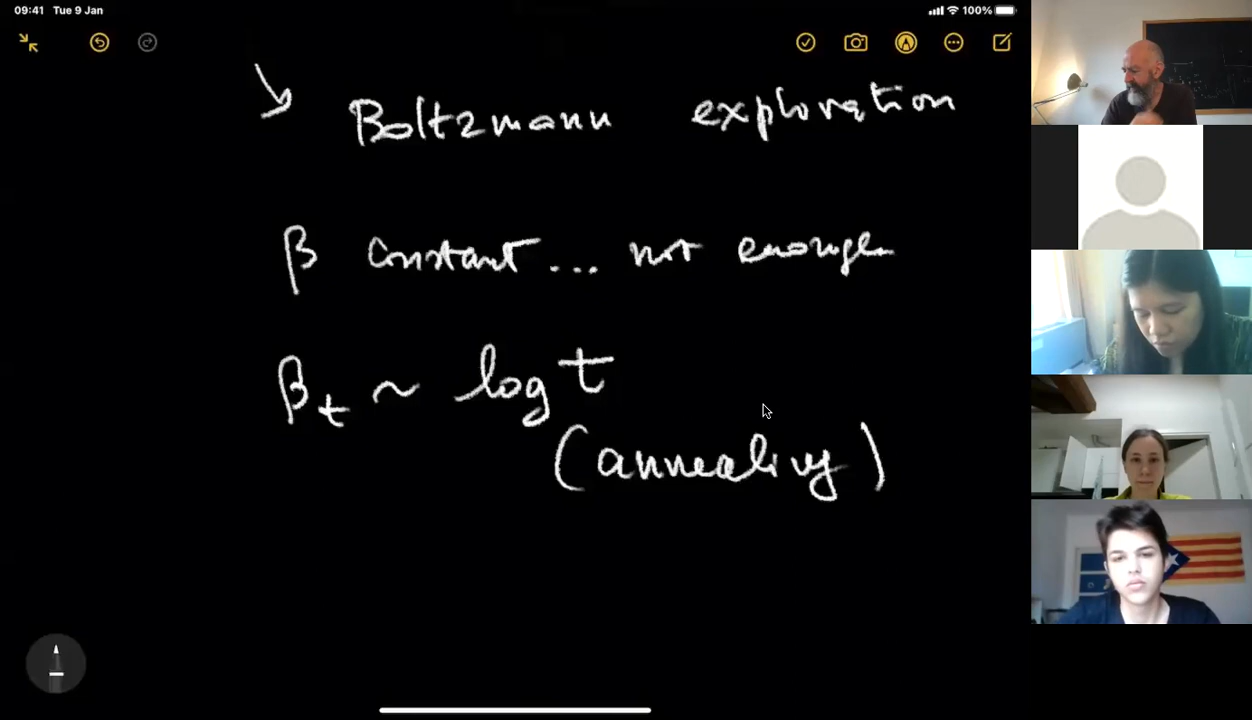 09:41 Tue 9 Jan
100%
Boltzmann exploration
β constant... not enough
βt ~ log t
(annealing)